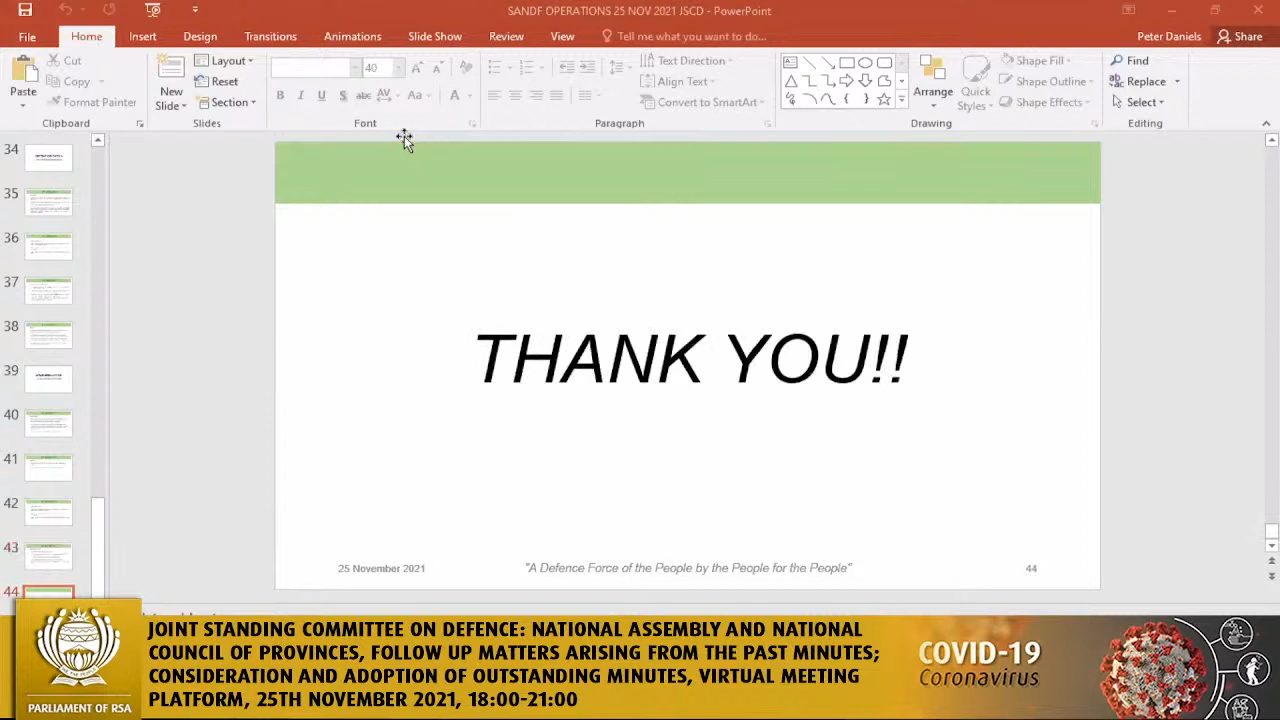 SANDF OPERATIONS 25 NOV 2021 JSCD - PowerPoint
File Home Insert Design Transitions Animations Slide Show Review View Tell me what you want to do... Peter Daniels Share
Paste Cut Copy Format Painter Clipboard
New Slide Layout Reset Section Slides
40 B I U S abc AV Aa A Font
Text Direction Align Text Convert to SmartArt Paragraph
Arrange Quick Styles Shape Fill Shape Outline Shape Effects Drawing
Find Replace Select Editing
34
35
36
37
38
39
40
41
42
43
44
THANK YOU!!
25 November 2021 "A Defence Force of the People by the People for the People" 44
PARLIAMENT OF RSA
JOINT STANDING COMMITTEE ON DEFENCE: NATIONAL ASSEMBLY AND NATIONAL
COUNCIL OF PROVINCES, FOLLOW UP MATTERS ARISING FROM THE PAST MINUTES;
CONSIDERATION AND ADOPTION OF OUTSTANDING MINUTES, VIRTUAL MEETING
PLATFORM, 25TH NOVEMBER 2021, 18:00-21:00
COVID-19
Coronavirus